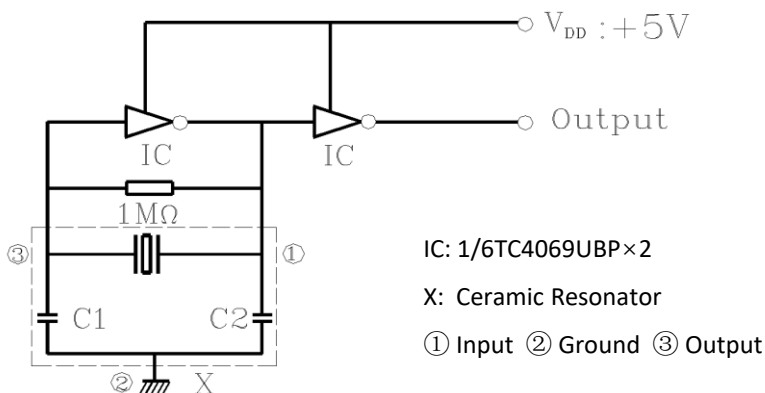 V_DD : +5V
Output
IC
IC
1MΩ
③
①
C1
C2
②
X
IC: 1/6TC4069UBP×2
X: Ceramic Resonator
① Input ② Ground ③ Output